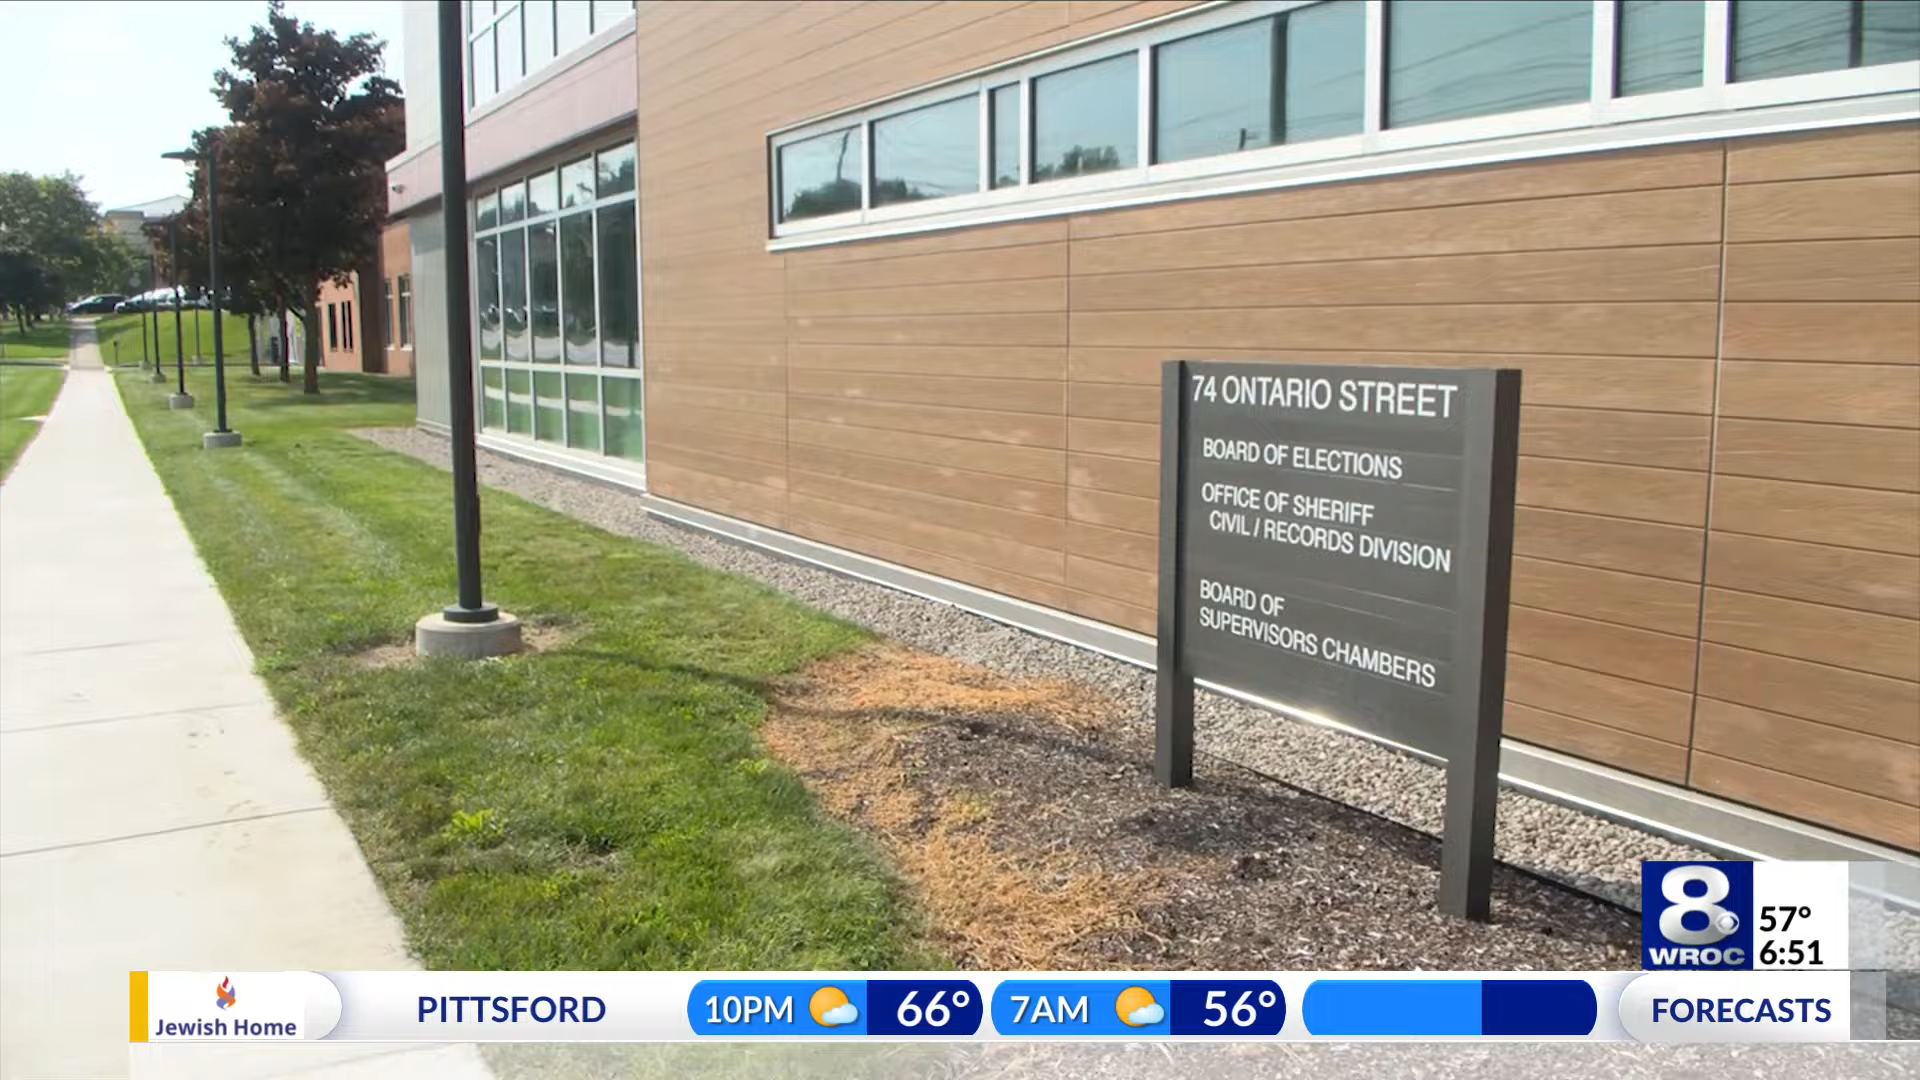 74 ONTARIO STREET
BOARD OF ELECTIONS
OFFICE OF SHERIFF
CIVIL / RECORDS DIVISION
BOARD OF
SUPERVISORS CHAMBERS
8
WROC
57°
6:51
Jewish Home
PITTSFORD
10PM
66°
7AM
56°
FORECASTS